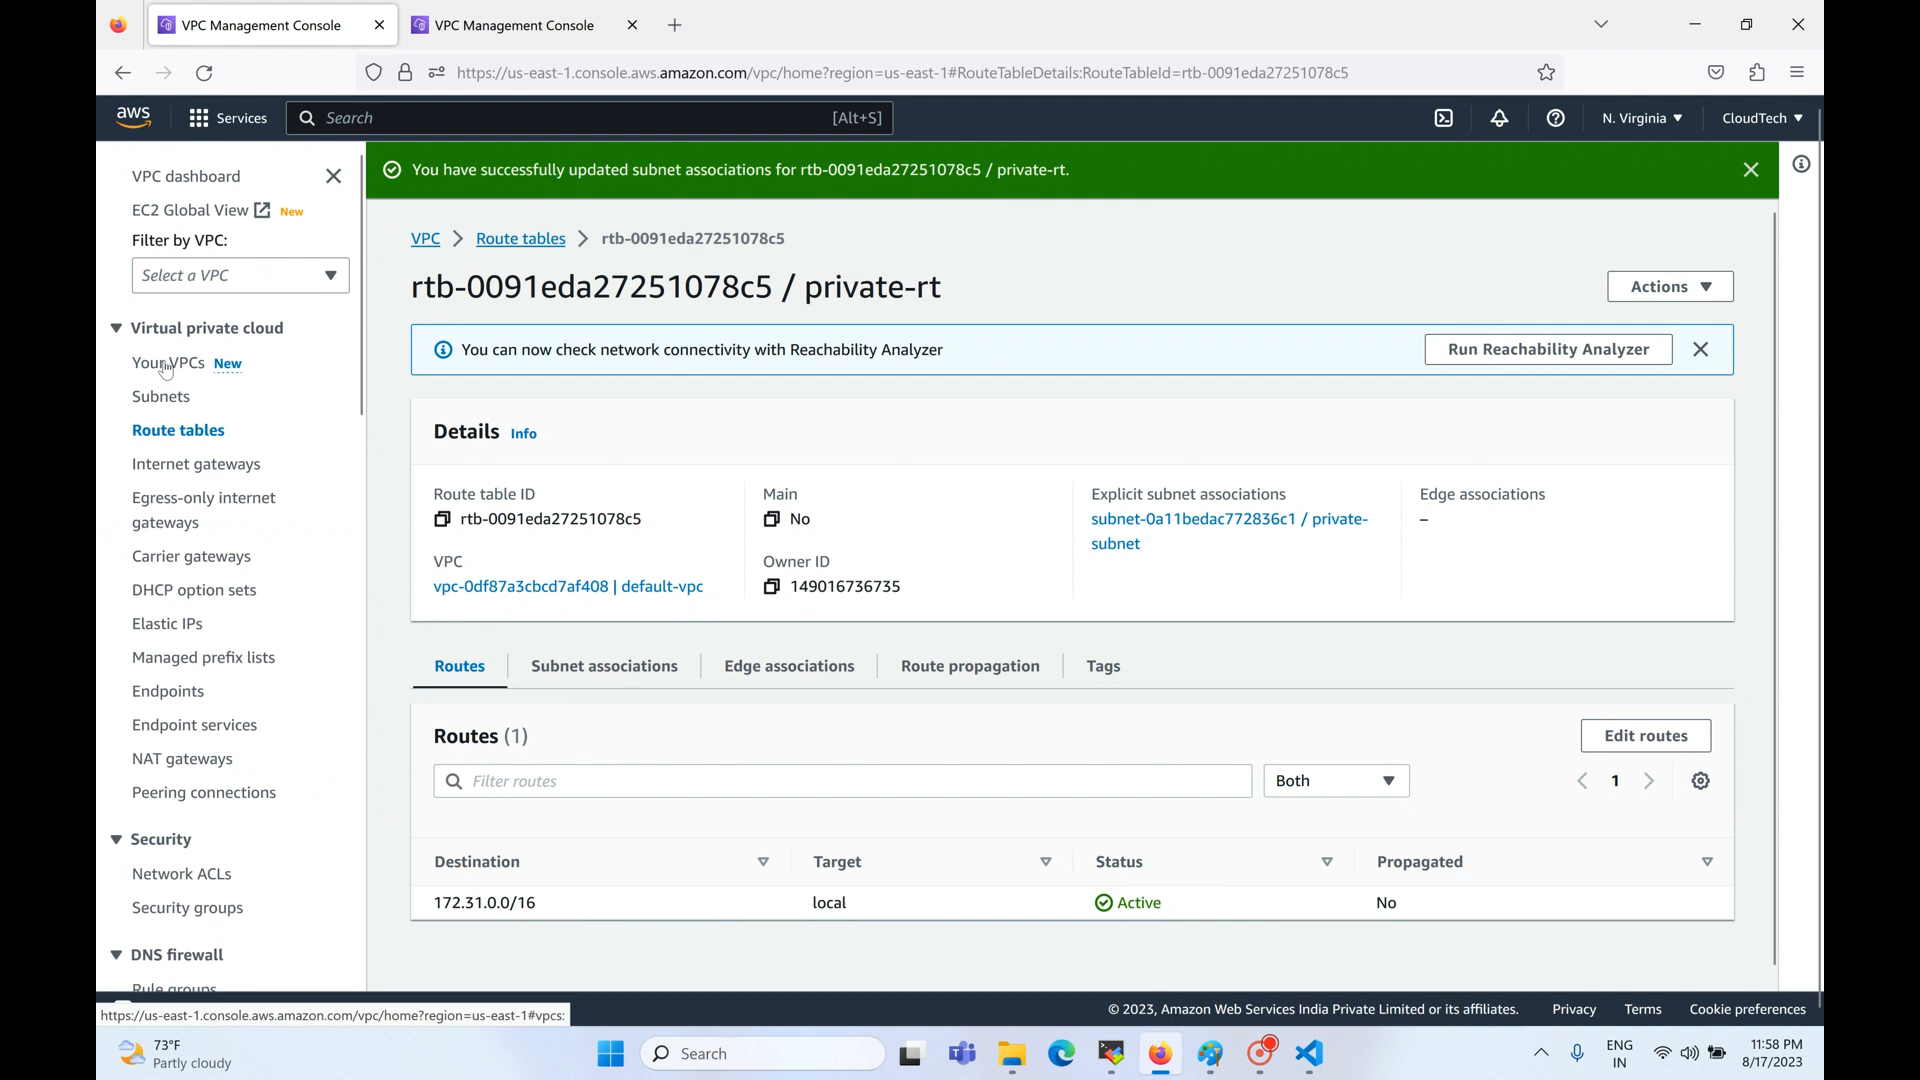 VPC Management Console
VPC Management Console
https://us-east-1.console.aws.amazon.com/vpc/home?region=us-east-1#RouteTableDetails:RouteTableId=rtb-0091eda27251078c5
aws
Services
Search
[Alt+S]
N. Virginia
CloudTech
VPC dashboard
EC2 Global View New
Filter by VPC:
Select a VPC
Virtual private cloud
Your VPCs New
Subnets
Route tables
Internet gateways
Egress-only internet
gateways
Carrier gateways
DHCP option sets
Elastic IPs
Managed prefix lists
Endpoints
Endpoint services
NAT gateways
Peering connections
Security
Network ACLs
Security groups
DNS firewall
Rule groups
You have successfully updated subnet associations for rtb-0091eda27251078c5 / private-rt.
VPC > Route tables > rtb-0091eda27251078c5
rtb-0091eda27251078c5 / private-rt
Actions
You can now check network connectivity with Reachability Analyzer
Run Reachability Analyzer
Details Info
Route table ID
rtb-0091eda27251078c5
Main
No
Explicit subnet associations
subnet-0a11bedac772836c1 / private-
subnet
Edge associations
–
VPC
vpc-0df87a3cbcd7af408 | default-vpc
Owner ID
149016736735
Routes
Subnet associations
Edge associations
Route propagation
Tags
Routes (1)
Edit routes
Filter routes
Both
1
Destination
Target
Status
Propagated
172.31.0.0/16
local
Active
No
https://us-east-1.console.aws.amazon.com/vpc/home?region=us-east-1#vpcs:
© 2023, Amazon Web Services India Private Limited or its affiliates.
Privacy
Terms
Cookie preferences
73°F
Partly cloudy
Search
ENG
IN
11:58 PM
8/17/2023